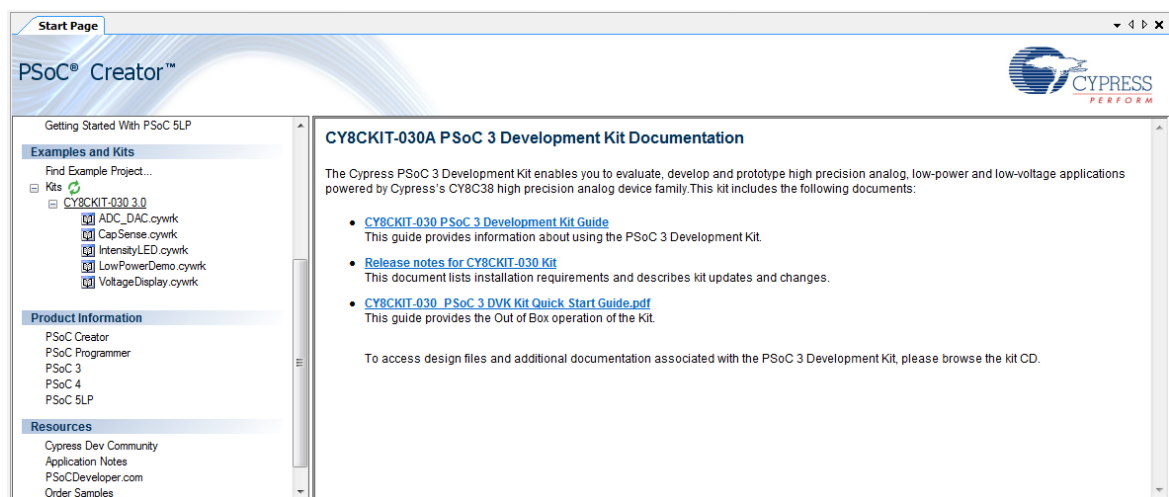 Start Page
PSoC® Creator™
CYPRESS
PERFORM
Getting Started With PSoC 5LP
Examples and Kits
Find Example Project...
Kits
CY8CKIT-030 3.0
ADC_DAC.cywrk
CapSense.cywrk
IntensityLED.cywrk
LowPowerDemo.cywrk
VoltageDisplay.cywrk
Product Information
PSoC Creator
PSoC Programmer
PSoC 3
PSoC 4
PSoC 5LP
Resources
Cypress Dev Community
Application Notes
PSoCDeveloper.com
Order Samples
CY8CKIT-030A PSoC 3 Development Kit Documentation
The Cypress PSoC 3 Development Kit enables you to evaluate, develop and prototype high precision analog, low-power and low-voltage applications
powered by Cypress's CY8C38 high precision analog device family.This kit includes the following documents:
• CY8CKIT-030 PSoC 3 Development Kit Guide
This guide provides information about using the PSoC 3 Development Kit.
• Release notes for CY8CKIT-030 Kit
This document lists installation requirements and describes kit updates and changes.
• CY8CKIT-030_PSoC 3 DVK Kit Quick Start Guide.pdf
This guide provides the Out of Box operation of the Kit.
To access design files and additional documentation associated with the PSoC 3 Development Kit, please browse the kit CD.